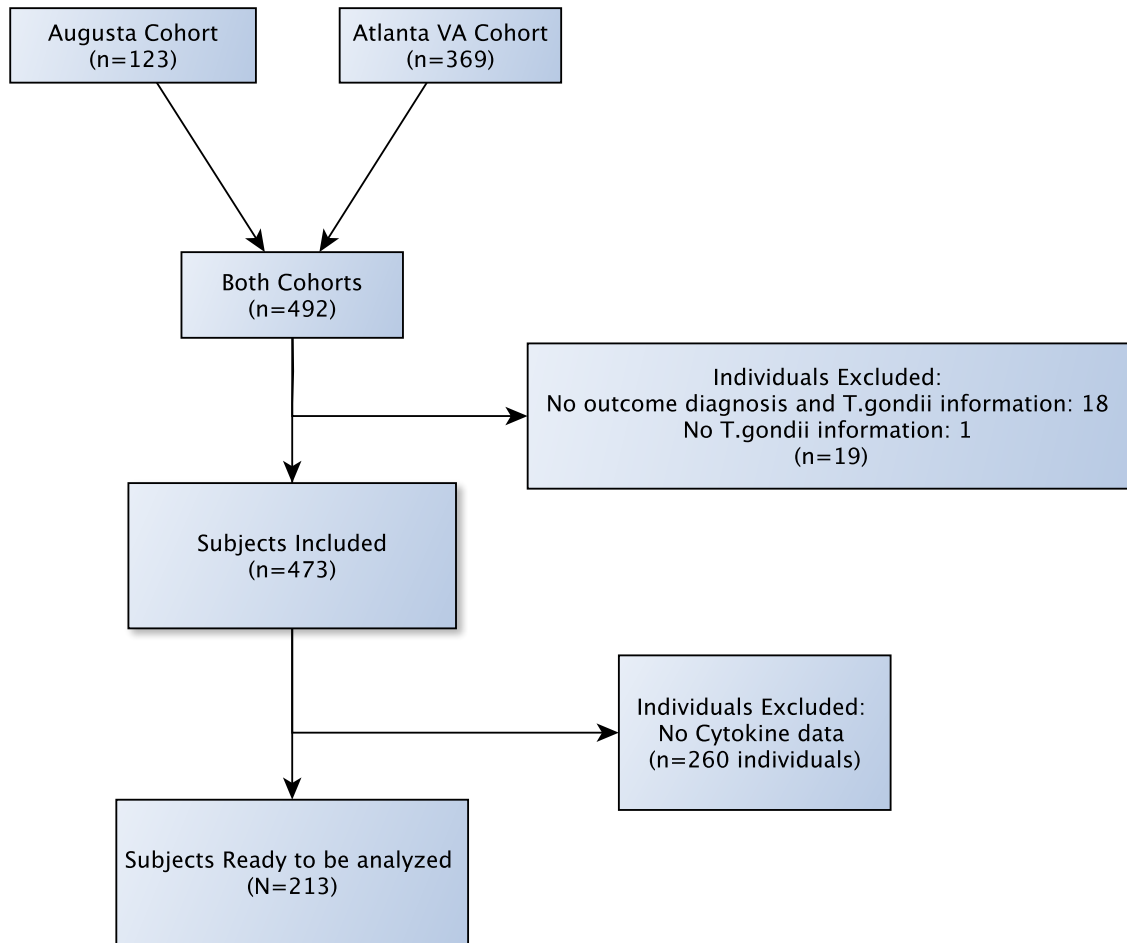 Augusta Cohort
(n=123)
Atlanta VA Cohort
(n=369)
Both Cohorts
(n=492)
Individuals Excluded:
No outcome diagnosis and T.gondii information: 18
No T.gondii information: 1
(n=19)
Subjects Included
(n=473)
Individuals Excluded:
No Cytokine data
(n=260 individuals)
Subjects Ready to be analyzed
(N=213)